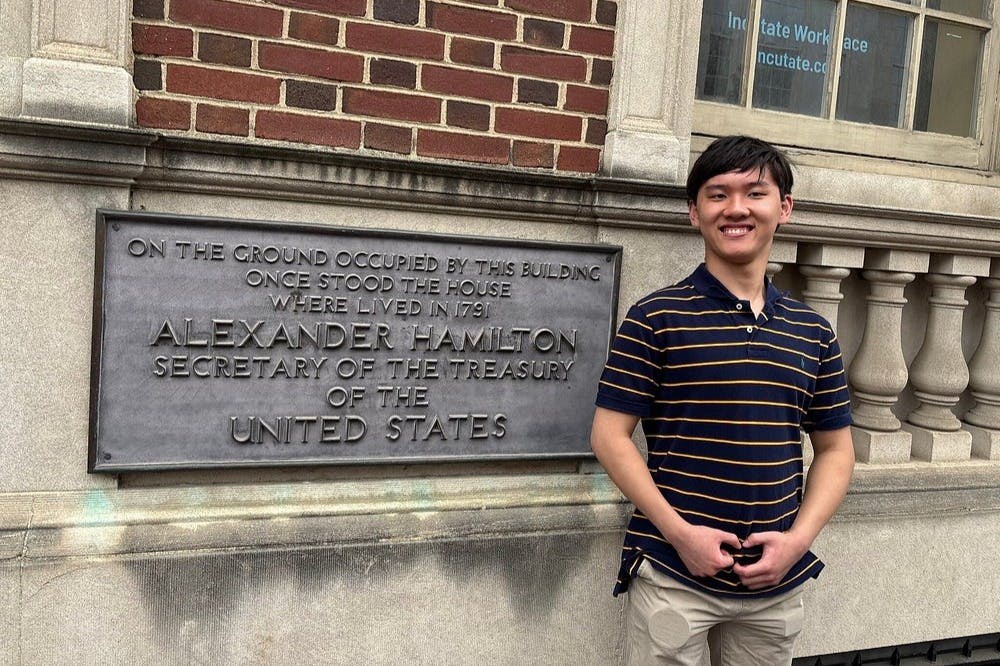 ON THE GROUND OCCUPIED BY THIS BUILDING
ONCE STOOD THE HOUSE
WHERE LIVED IN 1791
ALEXANDER HAMILTON
SECRETARY OF THE TREASURY
OF THE
UNITED STATES